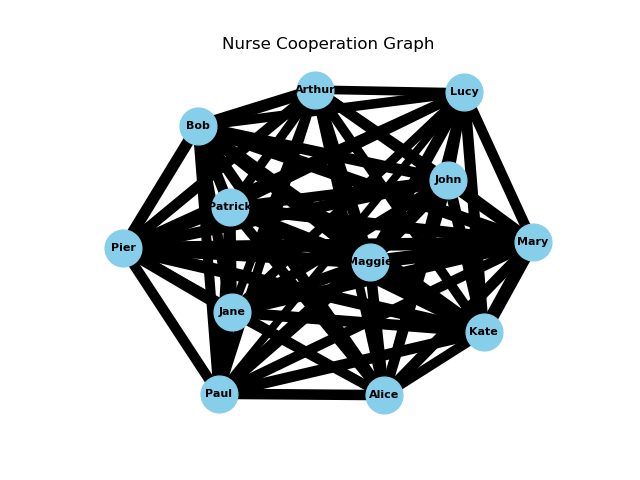 Nurse Cooperation Graph
Arthur
Lucy
Bob
John
Patrick
Mary
Pier
Maggie
Jane
Kate
Paul
Alice